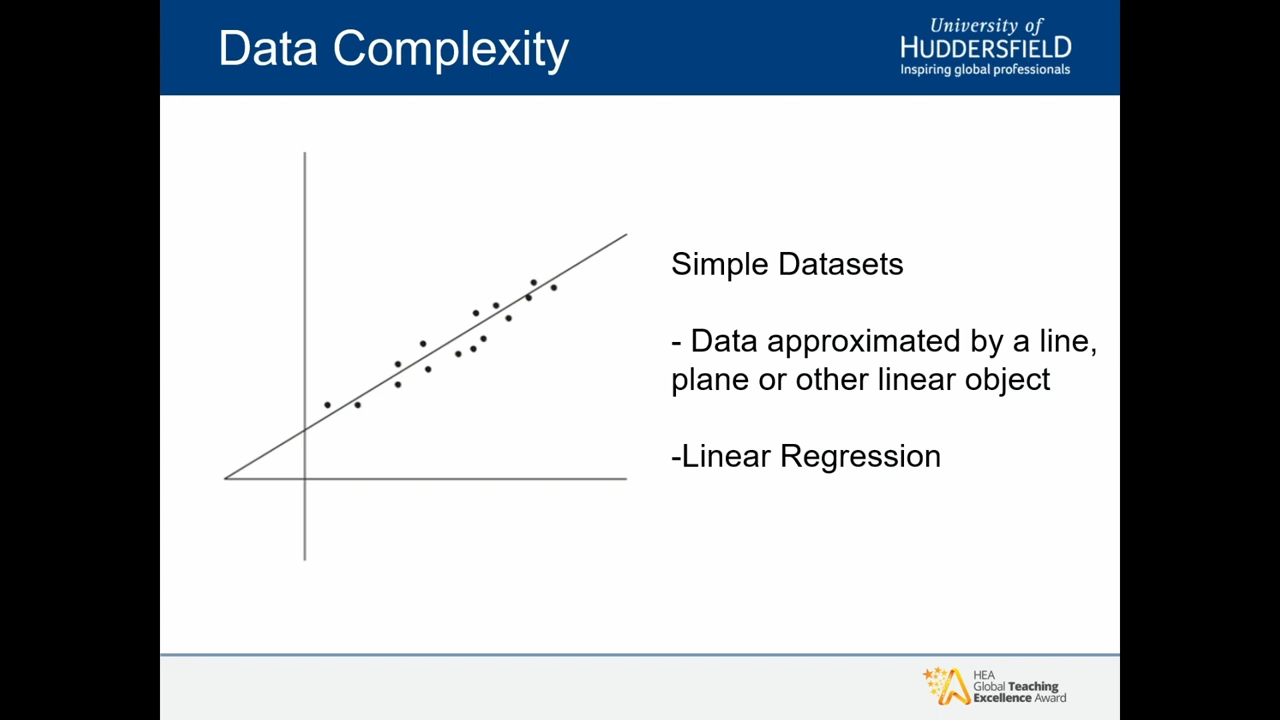 Data Complexity
University of
HUDDERSFIELD
Inspiring global professionals
Simple Datasets
- Data approximated by a line,
plane or other linear object
-Linear Regression
HEA
Global Teaching
Excellence Award